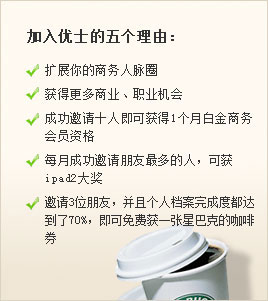 加入优士的五个理由：
扩展你的商务人脉圈
获得更多商业、职业机会
成功邀请十人即可获得1个月白金商务
会员资格
每月成功邀请朋友最多的人，可获
ipad2大奖
邀请3位朋友，并且个人档案完成度都达
到了70%，即可免费获一张星巴克的咖啡
券